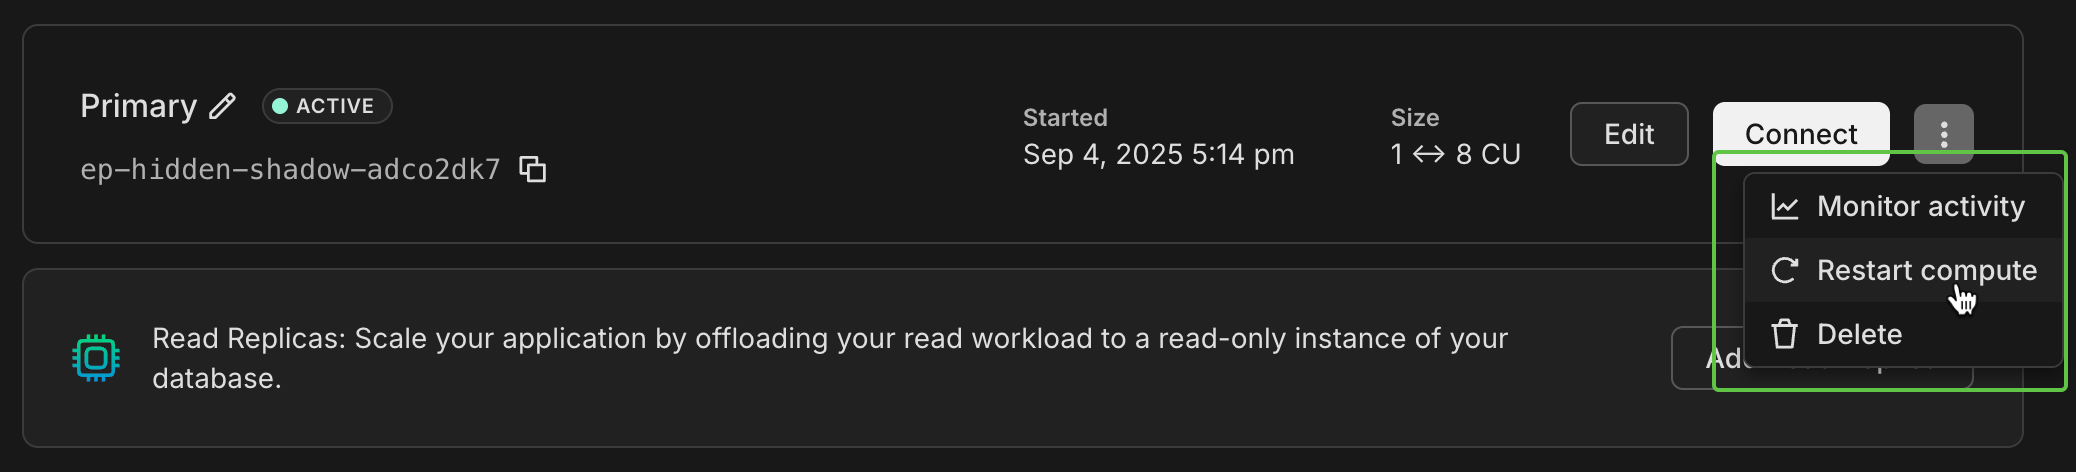 Primary
ACTIVE
ep-hidden-shadow-adco2dk7
Started
Sep 4, 2025 5:14 pm
Size
1 ↔ 8 CU
Edit
Connect
Monitor activity
Restart compute
Delete
Read Replicas: Scale your application by offloading your read workload to a read-only instance of your
database.